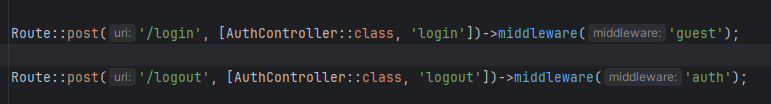 Route::post( uri: '/login', [AuthController::class, 'login'])->middleware( middleware: 'guest');
Route::post( uri: '/logout', [AuthController::class, 'logout'])->middleware( middleware: 'auth');